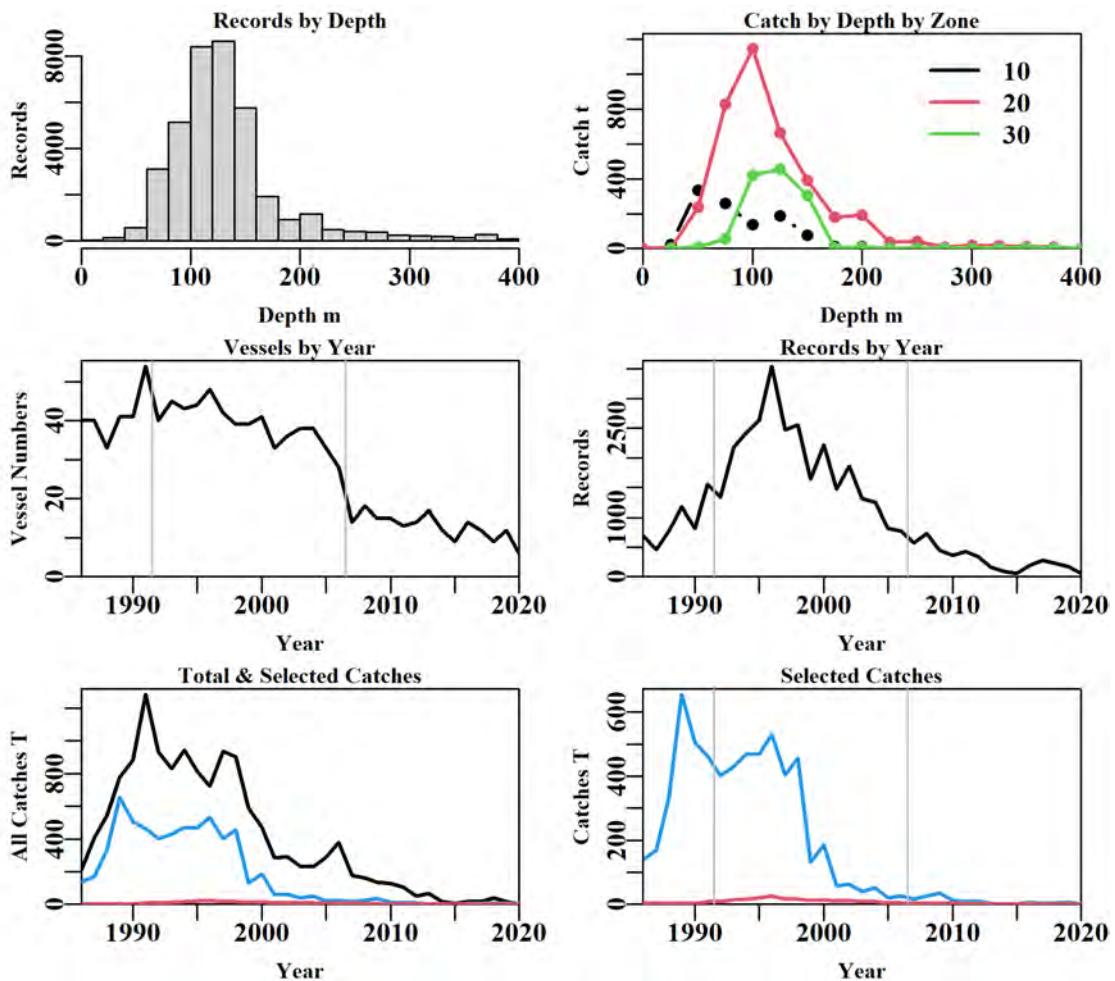 Records by Depth
Records
0 4000 8000
0 100 200 300 400
Depth m
Catch by Depth by Zone
Catch t
0 400 800
10
20
30
0 100 200 300 400
Depth m
Vessels by Year
Vessel Numbers
0 20 40
1990 2000 2010 2020
Year
Records by Year
Records
0 1000 2500
1990 2000 2010 2020
Year
Total & Selected Catches
All Catches T
0 400 800
1990 2000 2010 2020
Year
Selected Catches
Catches T
0 200 400 600
1990 2000 2010 2020
Year